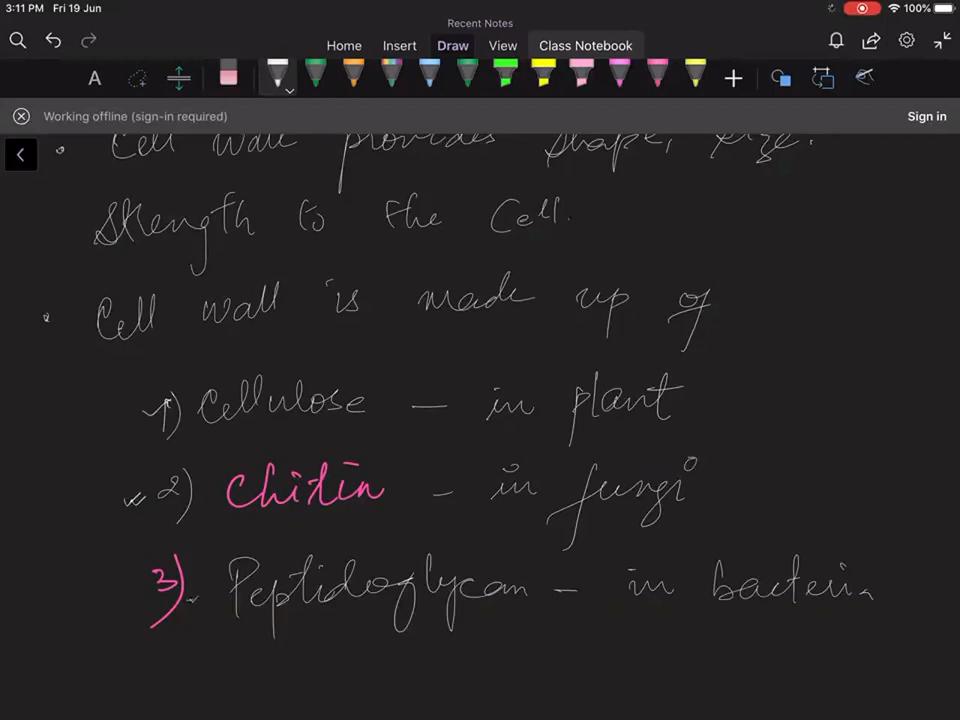 3:11 PM Fri 19 Jun
100%
Recent Notes
Home Insert Draw View Class Notebook
A
Working offline (sign-in required) Sign in
Cell wall provides shape, size.
strength to the Cell.
Cell wall is made up of
1) Cellulose — in plant
2) Chitin - in fungi
3) Peptidoglycan - in bacteria